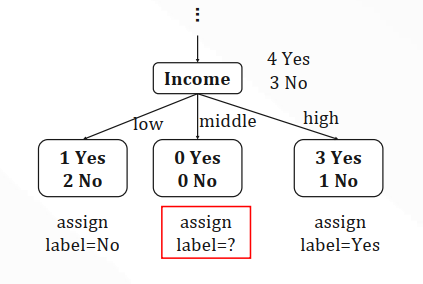 ⋮
Income
4 Yes
3 No
low
middle
high
1 Yes
2 No
0 Yes
0 No
3 Yes
1 No
assign
label=No
assign
label=?
assign
label=Yes